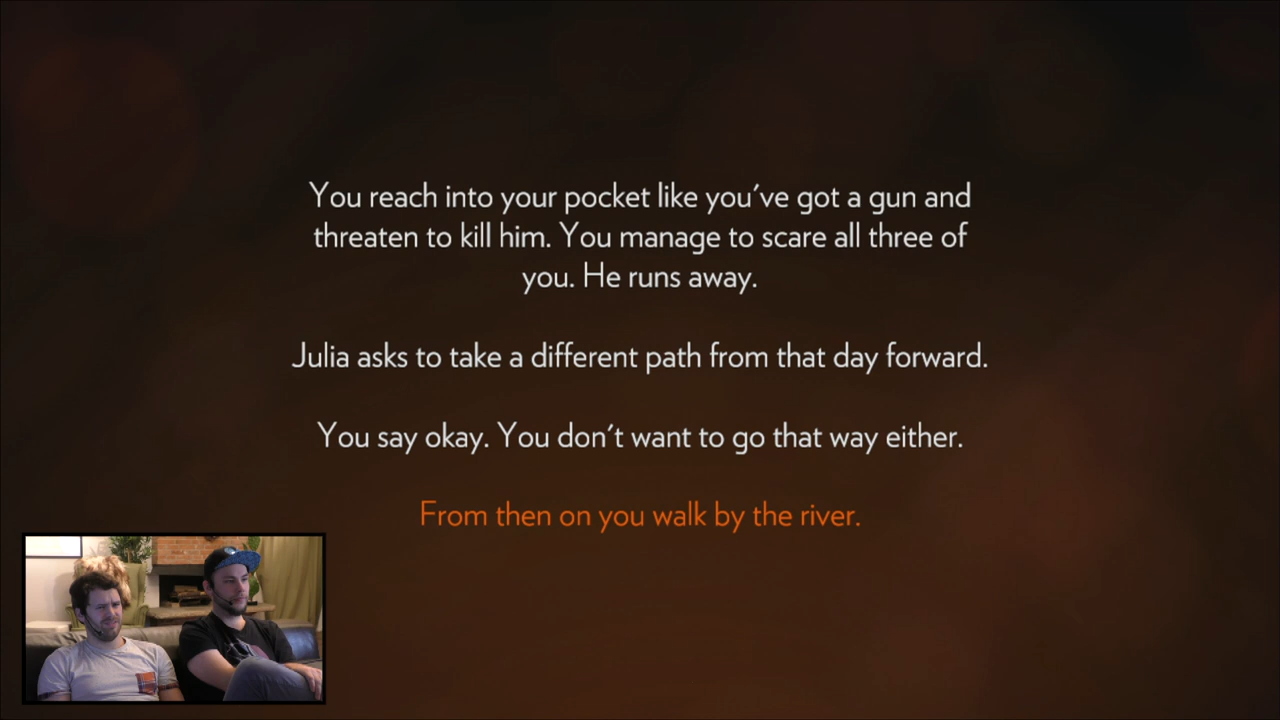 You reach into your pocket like you've got a gun and
threaten to kill him. You manage to scare all three of
you. He runs away.
Julia asks to take a different path from that day forward.
You say okay. You don't want to go that way either.
From then on you walk by the river.